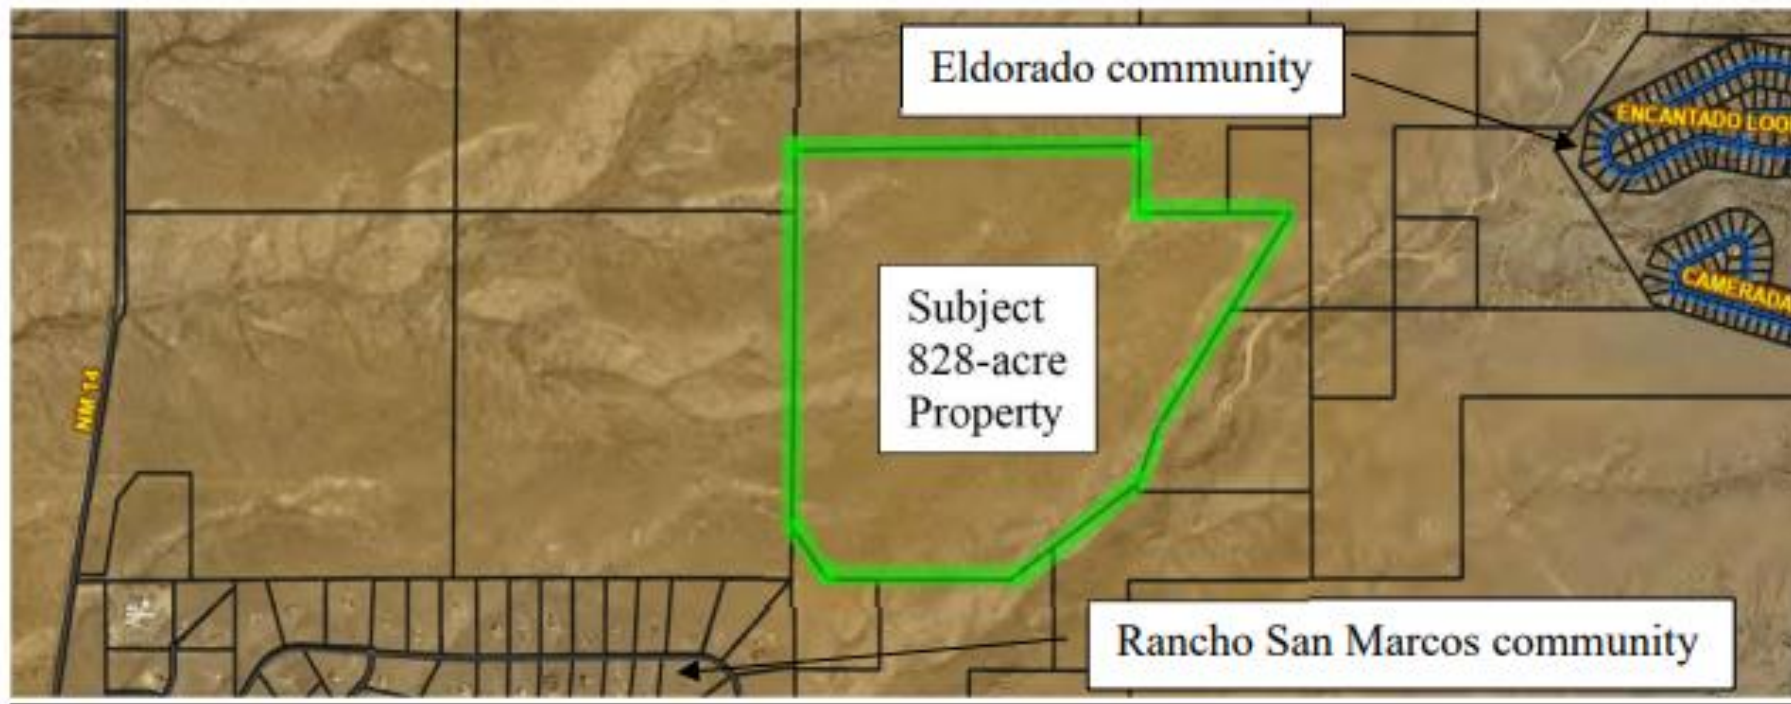 Eldorado community
ENCANTADO LOO
Subject
828-acre
Property
CAMERADA
NM 14
Rancho San Marcos community